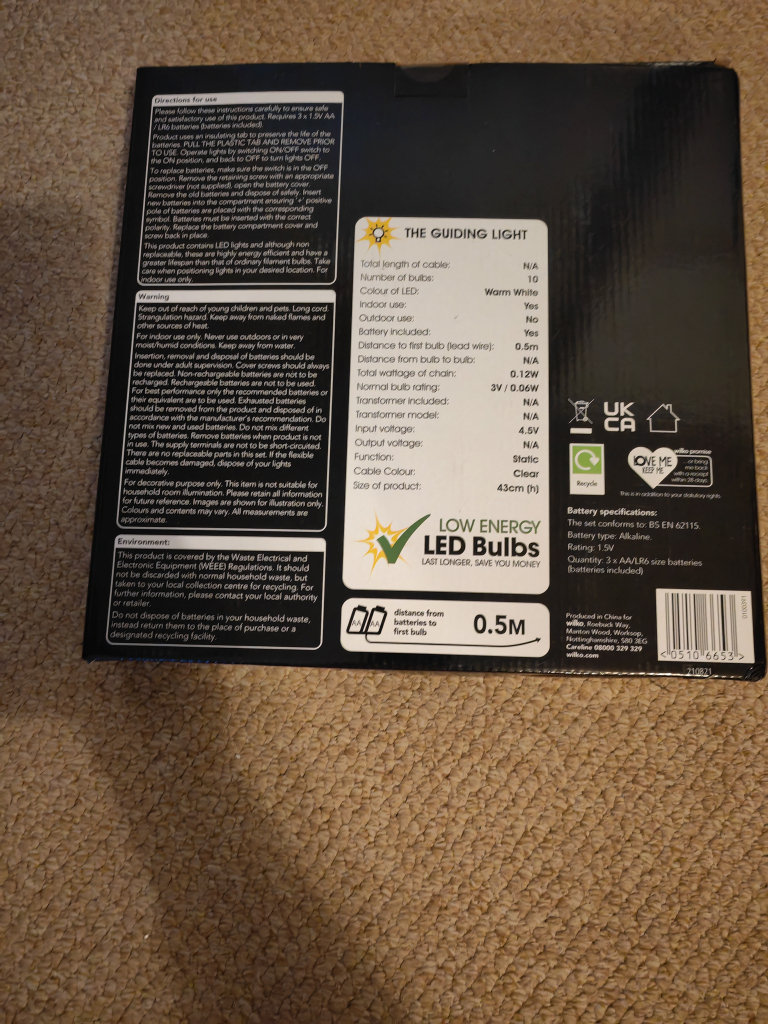 Directions for use
Please follow these instructions carefully to ensure safe
and satisfactory use of this product. Requires 3 x 1.5V AA
/ LR6 batteries (batteries included).
Product uses an insulating tab to preserve the life of the
batteries. PULL THE PLASTIC TAB AND REMOVE PRIOR
TO USE. Operate lights by switching ON/OFF switch to
the ON position, and back to OFF to turn lights OFF.
To replace batteries, make sure the switch is in the OFF
position. Remove the retaining screw with an appropriate
screwdriver (not supplied), open the battery cover.
Remove the old batteries and dispose of safely. Insert
new batteries into the compartment ensuring '+' positive
pole of batteries are placed with the corresponding
symbol. Batteries must be inserted with the correct
polarity. Replace the battery compartment cover and
screw back in place.
This product contains LED lights and although non
replaceable, these are highly energy efficient and have a
greater lifespan than that of ordinary filament bulbs. Take
care when positioning lights in your desired location. For
indoor use only.
Warning
Keep out of reach of young children and pets. Long cord.
Strangulation hazard. Keep away from naked flames and
other sources of heat.
For indoor use only. Never use outdoors or in very
moist/humid conditions. Keep away from water.
Insertion, removal and disposal of batteries should be
done under adult supervision. Cover screws should always
be replaced. Non-rechargeable batteries are not to be
recharged. Rechargeable batteries are not to be used.
For best performance only the recommended batteries or
their equivalent are to be used. Exhausted batteries
should be removed from the product and disposed of in
accordance with the manufacturer's recommendation. Do
not mix new and used batteries. Do not mix different
types of batteries. Remove batteries when product is not
in use. The supply terminals are not to be short-circuited.
There are no replaceable parts in this set. If the flexible
cable becomes damaged, dispose of your lights
immediately.
For decorative purpose only. This item is not suitable for
household room illumination. Please retain all information
for future reference. Images are shown for illustration only.
Colours and contents may vary. All measurements are
approximate.
Environment:
This product is covered by the Waste Electrical and
Electronic Equipment (WEEE) Regulations. It should
not be discarded with normal household waste, but
taken to your local collection centre for recycling. For
further information, please contact your local authority
or retailer.
Do not dispose of batteries in your household waste,
instead return them to the place of purchase or a
designated recycling facility.
THE GUIDING LIGHT
Total length of cable: N/A
Number of bulbs: 10
Colour of LED: Warm White
Indoor use: Yes
Outdoor use: No
Battery included: Yes
Distance to first bulb (lead wire): 0.5m
Distance from bulb to bulb: N/A
Total wattage of chain: 0.12W
Normal bulb rating: 3V / 0.06W
Transformer included: N/A
Transformer model: N/A
Input voltage: 4.5V
Output voltage: N/A
Function: Static
Cable Colour: Clear
Size of product: 43cm (h)
LOW ENERGY
LED Bulbs
LAST LONGER, SAVE YOU MONEY
AA AA
distance from
batteries to
first bulb
0.5M
UK
CA
Recycle
LOVE ME
KEEP ME
wilko promise
or bring
me back
with a receipt
within 28 days
This is in addition to your statutory rights
Battery specifications:
The set conforms to: BS EN 62115.
Battery type: Alkaline.
Rating: 1.5V
Quantity: 3 x AA/LR6 size batteries
(batteries included)
Produced in China for
wilko, Roebuck Way,
Manton Wood, Worksop,
Nottinghamshire, S80 3EG
Careline 08000 329 329
wilko.com
<0510 6653>
210871